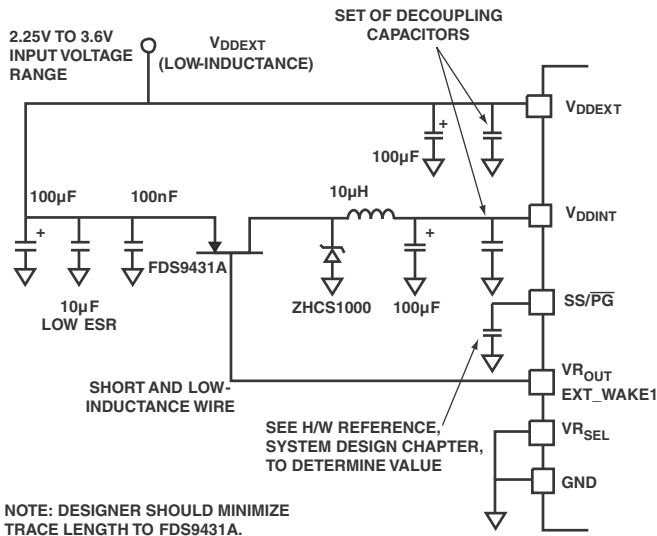 2.25V TO 3.6V
INPUT VOLTAGE
RANGE
VDDEXT
(LOW-INDUCTANCE)
SET OF DECOUPLING
CAPACITORS
VDDEXT
+
100µF
100µF
100nF
10µH
VDDINT
+
+
FDS9431A
10µF
LOW ESR
ZHCS1000
100µF
SS/PG
SHORT AND LOW-
INDUCTANCE WIRE
VROUT
EXT_WAKE1
SEE H/W REFERENCE,
SYSTEM DESIGN CHAPTER,
TO DETERMINE VALUE
VRSEL
GND
NOTE: DESIGNER SHOULD MINIMIZE
TRACE LENGTH TO FDS9431A.